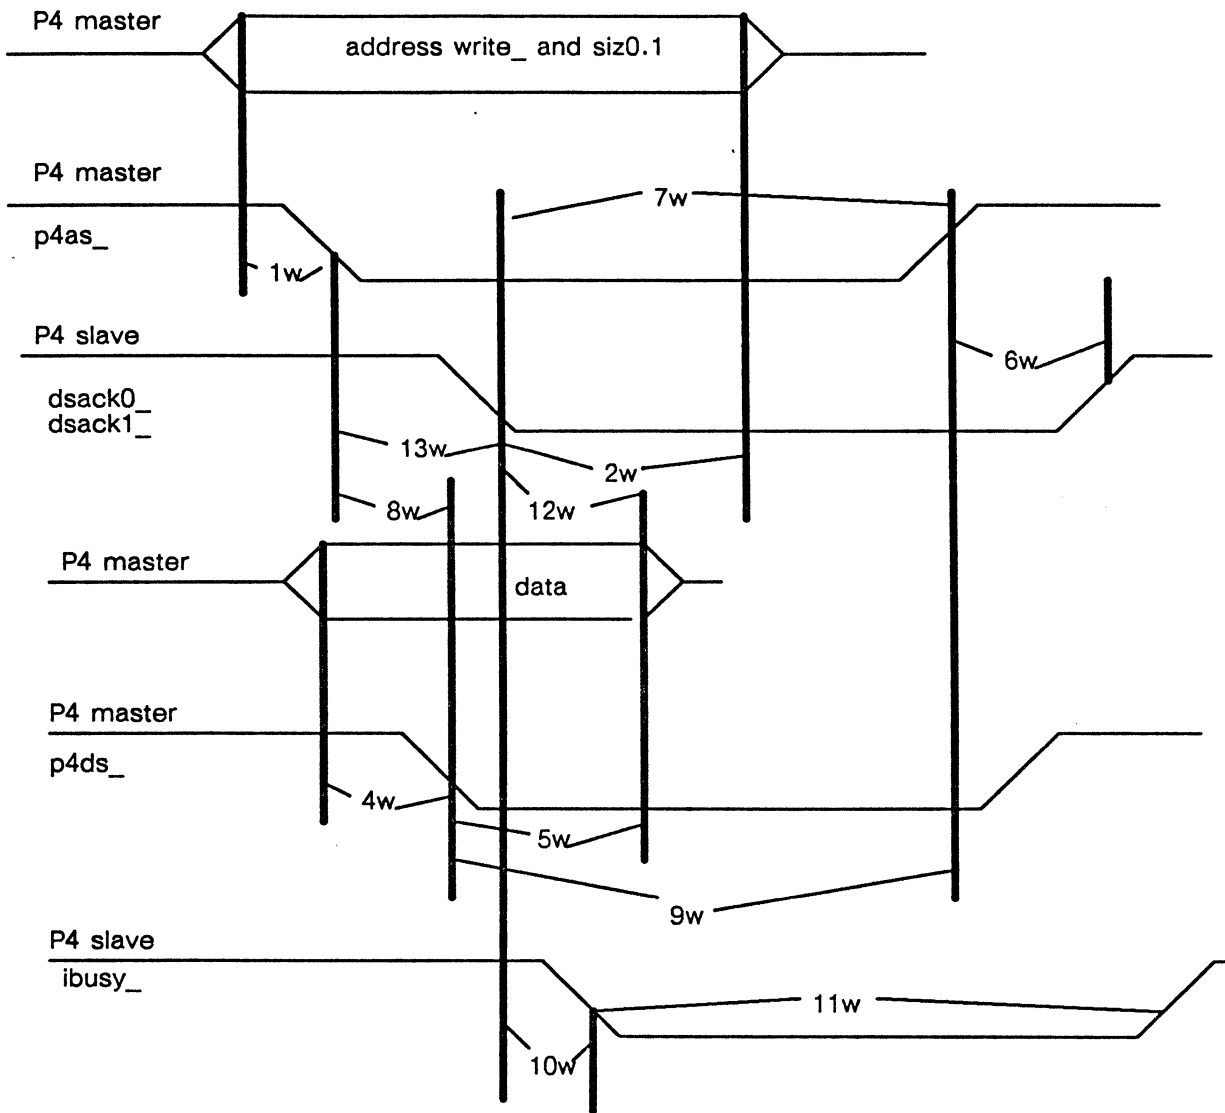 P4 master
address write_ and siz0.1
P4 master
7w
p4as_
1w
P4 slave
6w
dsack0_
dsack1_
13w
2w
8w
12w
P4 master
data
P4 master
p4ds_
4w
5w
9w
P4 slave
ibusy_
11w
10w